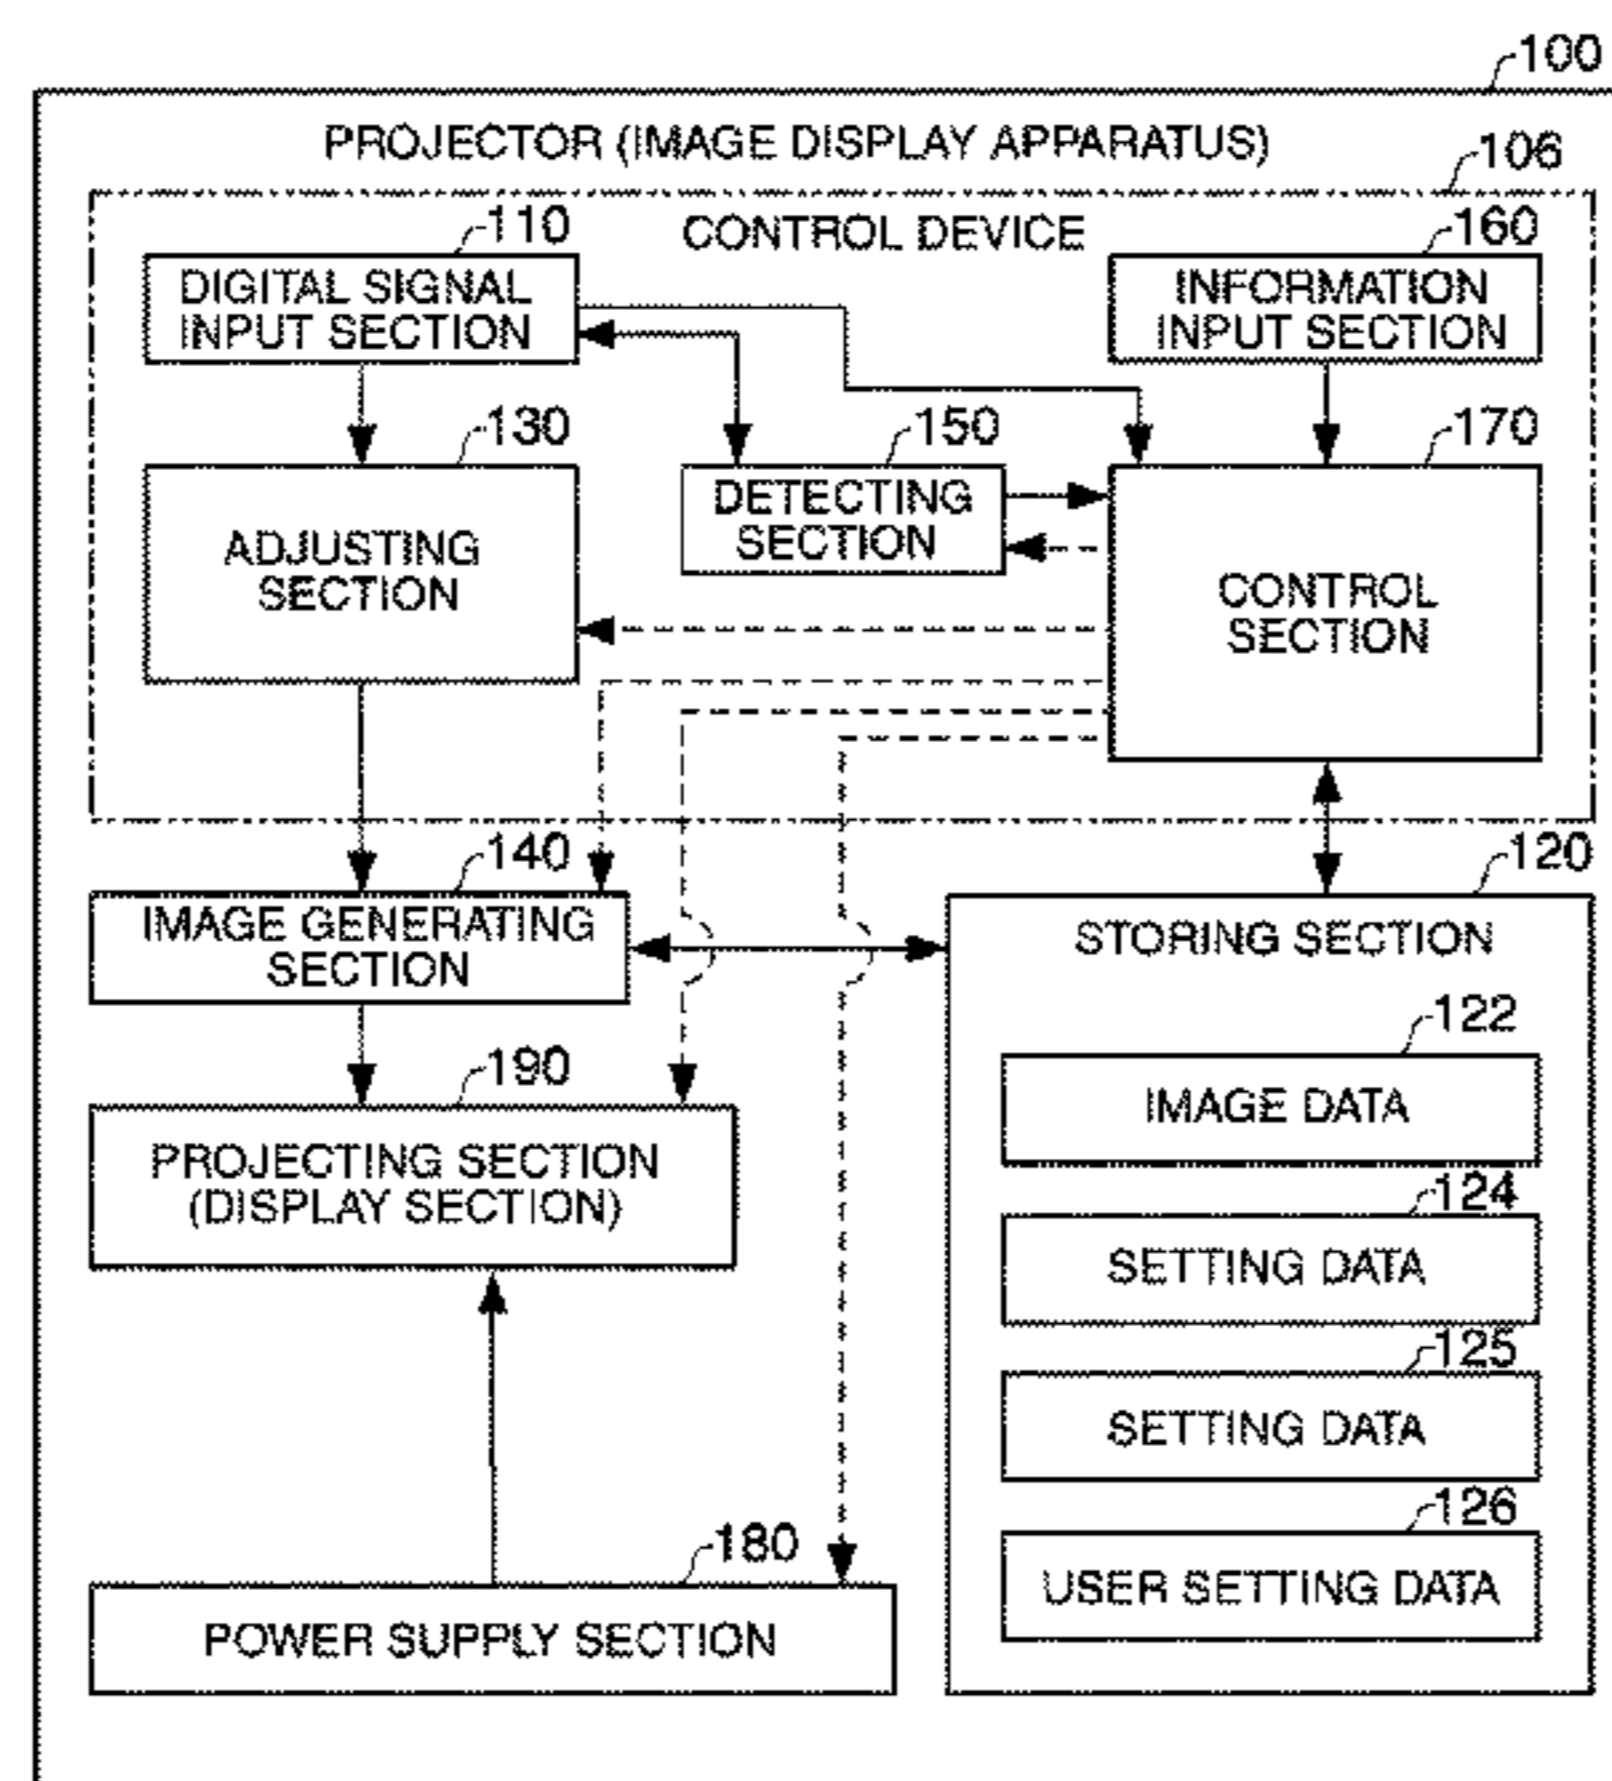 100
PROJECTOR (IMAGE DISPLAY APPARATUS)
106
CONTROL DEVICE
110
DIGITAL SIGNAL
INPUT SECTION
160
INFORMATION
INPUT SECTION
130
ADJUSTING
SECTION
150
DETECTING
SECTION
170
CONTROL
SECTION
140
IMAGE GENERATING
SECTION
120
STORING SECTION
122
IMAGE DATA
190
PROJECTING SECTION
(DISPLAY SECTION)
124
SETTING DATA
125
SETTING DATA
126
USER SETTING DATA
180
POWER SUPPLY SECTION